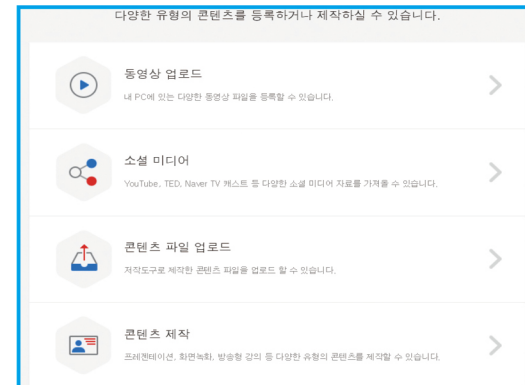 다양한 유형의 콘텐츠를 등록하거나 제작하실 수 있습니다.
동영상 업로드
내 PC에 있는 다양한 동영상 파일을 등록할 수 있습니다.
소셜 미디어
YouTube, TED, Naver TV 캐스트 등 다양한 소셜 미디어 자료를 가져올 수 있습니다.
콘텐츠 파일 업로드
저작도구로 제작한 콘텐츠 파일을 업로드 할 수 있습니다.
콘텐츠 제작
프레젠테이션, 화면녹화, 방송형 강의 등 다양한 유형의 콘텐츠를 제작할 수 있습니다.